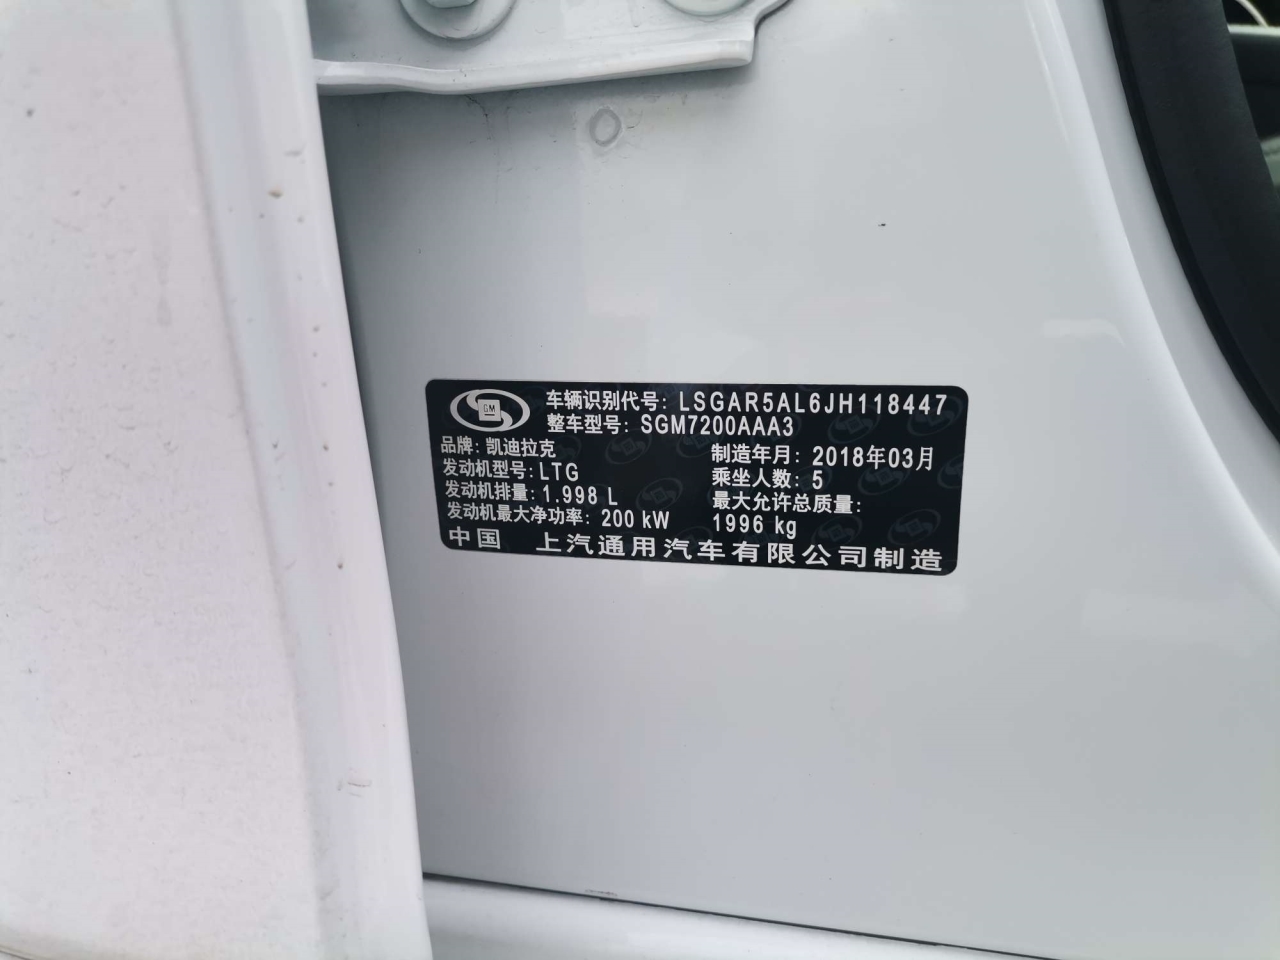 GM
车辆识别代号: LSGAR5AL6JH118447
整车型号: SGM7200AAA3
品牌: 凯迪拉克
制造年月: 2018年03月
发动机型号: LTG
乘坐人数: 5
发动机排量: 1.998 L
最大允许总质量:
发动机最大净功率: 200 kW
1996 kg
中国 上汽通用汽车有限公司制造